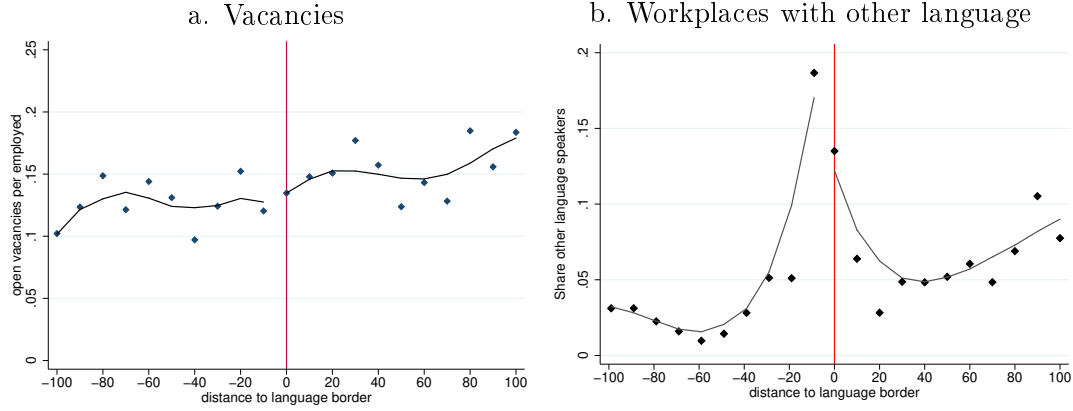 a. Vacancies
open vacancies per employed
.25
.2
.15
.1
.05
0
−100 −80 −60 −40 −20 0 20 40 60 80 100
distance to language border
b. Workplaces with other language
Share other language speakers
.2
.15
.1
.05
0
−100 −80 −60 −40 −20 0 20 40 60 80 100
distance to language border